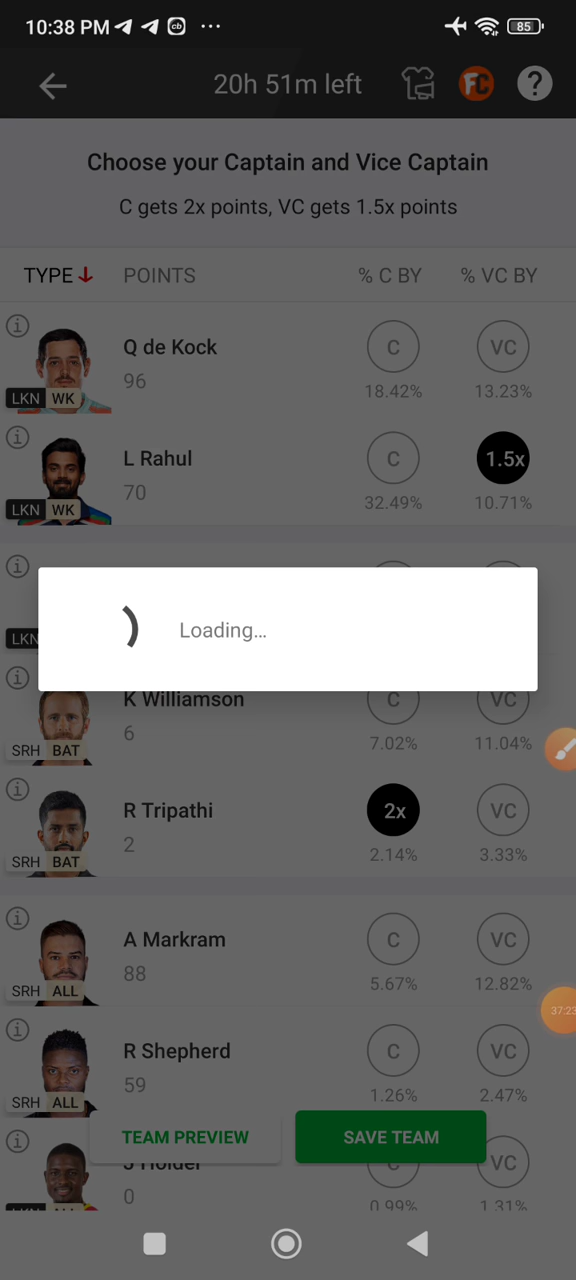 10:38 PM cb 85
20h 51m left FC ?
Choose your Captain and Vice Captain
C gets 2x points, VC gets 1.5x points
TYPE POINTS % C BY % VC BY
Q de Kock C VC
96 18.42% 13.23%
LKN WK
L Rahul C 1.5x
70 32.49% 10.71%
LKN WK
Loading...
LKN
K Williamson C VC
6 7.02% 11.04%
SRH BAT
R Tripathi 2x VC
2 2.14% 3.33%
SRH BAT
A Markram C VC
88 5.67% 12.82%
SRH ALL
37:23
R Shepherd C VC
59 1.26% 2.47%
SRH ALL
TEAM PREVIEW SAVE TEAM
J Holder C VC
0 0.99% 1.31%
LKN ALL